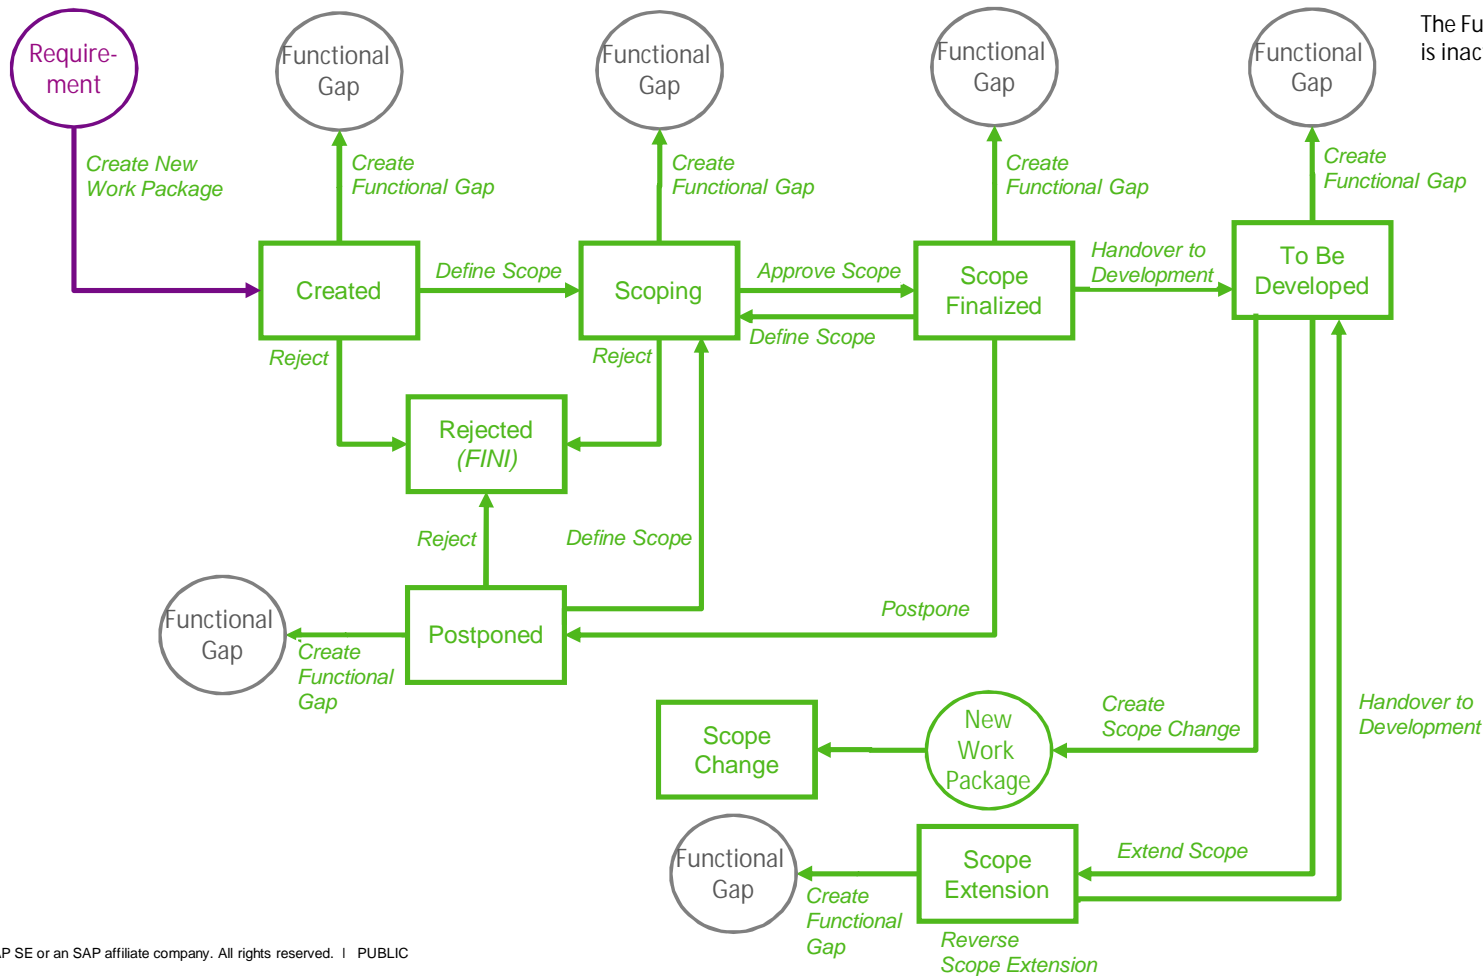 Require-
ment
Functional
Gap
Functional
Gap
Functional
Gap
Functional
Gap
The Fu
is inac
Create New
Work Package
Create
Functional Gap
Create
Functional Gap
Create
Functional Gap
Create
Functional Gap
Created
Define Scope
Scoping
Approve Scope
Define Scope
Scope
Finalized
Handover to
Development
To Be
Developed
Reject
Reject
Rejected
(FINI)
Reject
Define Scope
Functional
Gap
Create
Functional
Gap
Postponed
Postpone
Scope
Change
New
Work
Package
Create
Scope Change
Handover to
Development
Functional
Gap
Create
Functional
Gap
Scope
Extension
Extend Scope
Reverse
Scope Extension
AP SE or an SAP affiliate company. All rights reserved. | PUBLIC